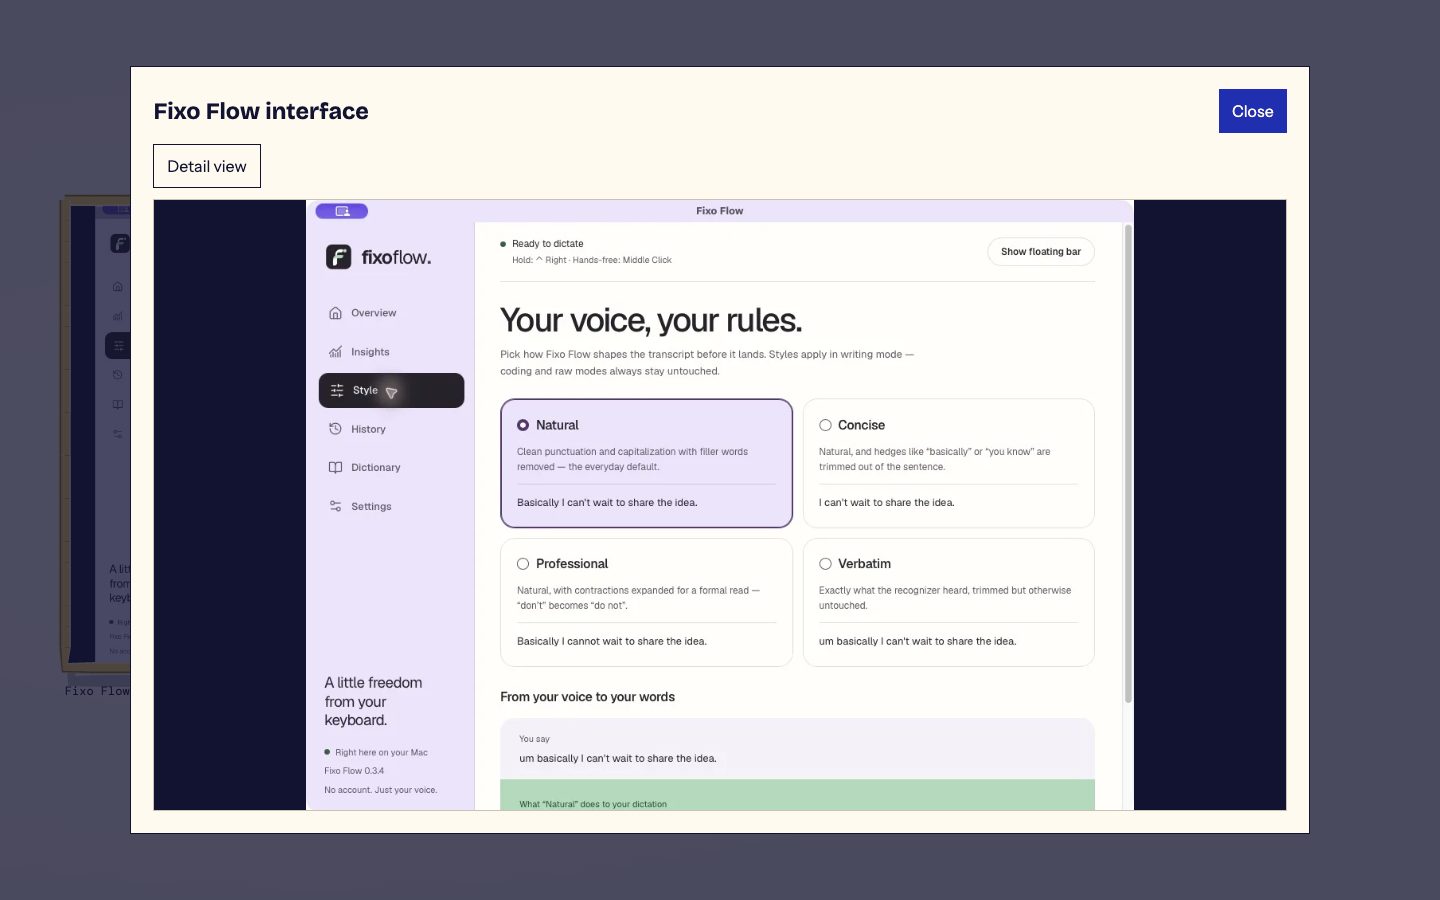 Fixo Flow interface
Close
Detail view
Fixo Flow
fixoflow.
Overview
Insights
Style
History
Dictionary
Settings
A little freedom
from your
keyboard.
Right here on your Mac
Fixo Flow 0.3.4
No account. Just your voice.
Ready to dictate
Hold: ^ Right · Hands-free: Middle Click
Show floating bar
Your voice, your rules.
Pick how Fixo Flow shapes the transcript before it lands. Styles apply in writing mode —
coding and raw modes always stay untouched.
Natural
Clean punctuation and capitalization with filler words
removed — the everyday default.
Basically I can't wait to share the idea.
Concise
Natural, and hedges like “basically” or “you know” are
trimmed out of the sentence.
I can't wait to share the idea.
Professional
Natural, with contractions expanded for a formal read —
“don't” becomes “do not”.
Basically I cannot wait to share the idea.
Verbatim
Exactly what the recognizer heard, trimmed but otherwise
untouched.
um basically I can't wait to share the idea.
From your voice to your words
You say
um basically I can't wait to share the idea.
What “Natural” does to your dictation
Fixo Flow